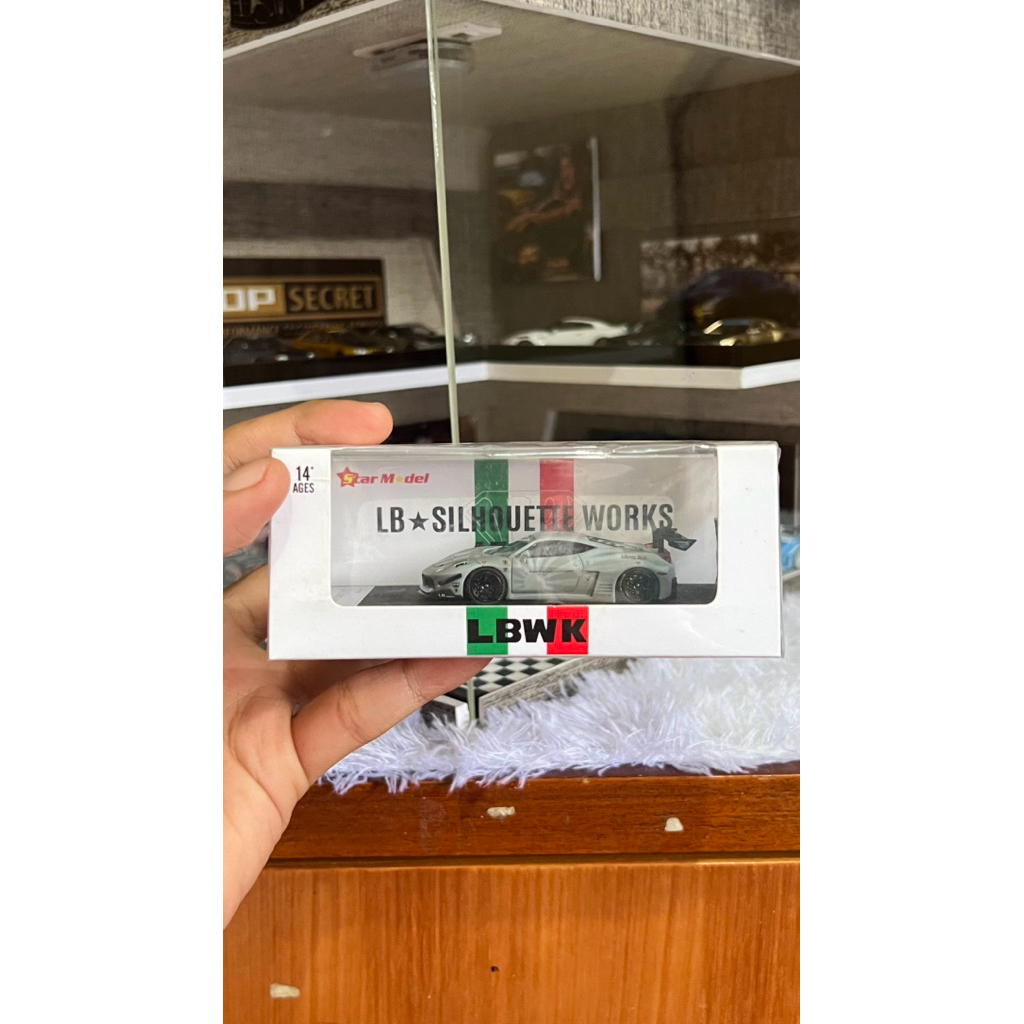 OP SECRET
14+
AGES
Star Model
LB★SILHOUETTE WORKS
LBWK